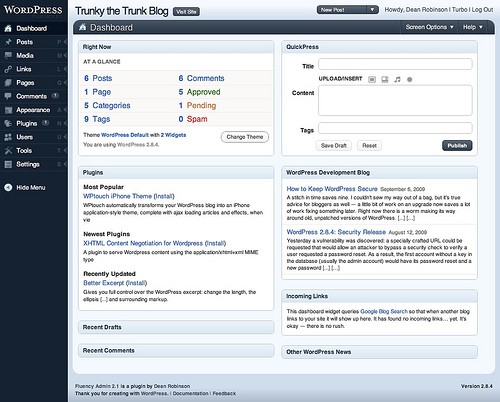 WORDPRESS
Trunky the Trunk Blog
Visit Site
New Post
Howdy, Dean Robinson | Turbo | Log Out
Dashboard
Screen Options
Help
Dashboard
Posts P
Media M
Links L
Pages G
Comments 1 C
Appearance A
Plugins 1 N
Users U
Tools T
Settings S
Hide Menu
Right Now
AT A GLANCE
6 Posts 6 Comments
1 Page 5 Approved
5 Categories 1 Pending
9 Tags 0 Spam
Theme WordPress Default with 2 Widgets
Change Theme
You are using WordPress 2.8.4.
Plugins
Most Popular
WPtouch iPhone Theme (Install)
WPtouch automatically transforms your WordPress blog into an iPhone
application-style theme, complete with ajax loading articles and effects, when
vie
Newest Plugins
XHTML Content Negotiation for Wordpress (Install)
A plugin to serve Wordpress content using the application/xhtml+xml MIME
type
Recently Updated
Better Excerpt (Install)
Gives you full control over the WordPress excerpt: change the length, the
ellipsis [...] and surrounding markup.
Recent Drafts
Recent Comments
QuickPress
Title
UPLOAD/INSERT
Content
Tags
Save Draft
Reset
Publish
WordPress Development Blog
How to Keep WordPress Secure September 5, 2009
A stitch in time saves nine. I couldn't sew my way out of a bag, but it's true
advice for bloggers as well — a little bit of work on an upgrade now saves a lot
of work fixing something later. Right now there is a worm making its way
around old, unpatched versions of WordPress. [...] [...]
WordPress 2.8.4: Security Release August 12, 2009
Yesterday a vulnerability was discovered: a specially crafted URL could be
requested that would allow an attacker to bypass a security check to verify a
user requested a password reset. As a result, the first account without a key in
the database (usually the admin account) would have its password reset and a
new password [...] [...]
Incoming Links
This dashboard widget queries Google Blog Search so that when another blog
links to your site it will show up here. It has found no incoming links… yet. It's
okay — there is no rush.
Other WordPress News
Fluency Admin 2.1 is a plugin by Dean Robinson
Thank you for creating with WordPress. | Documentation | Feedback
Version 2.8.4